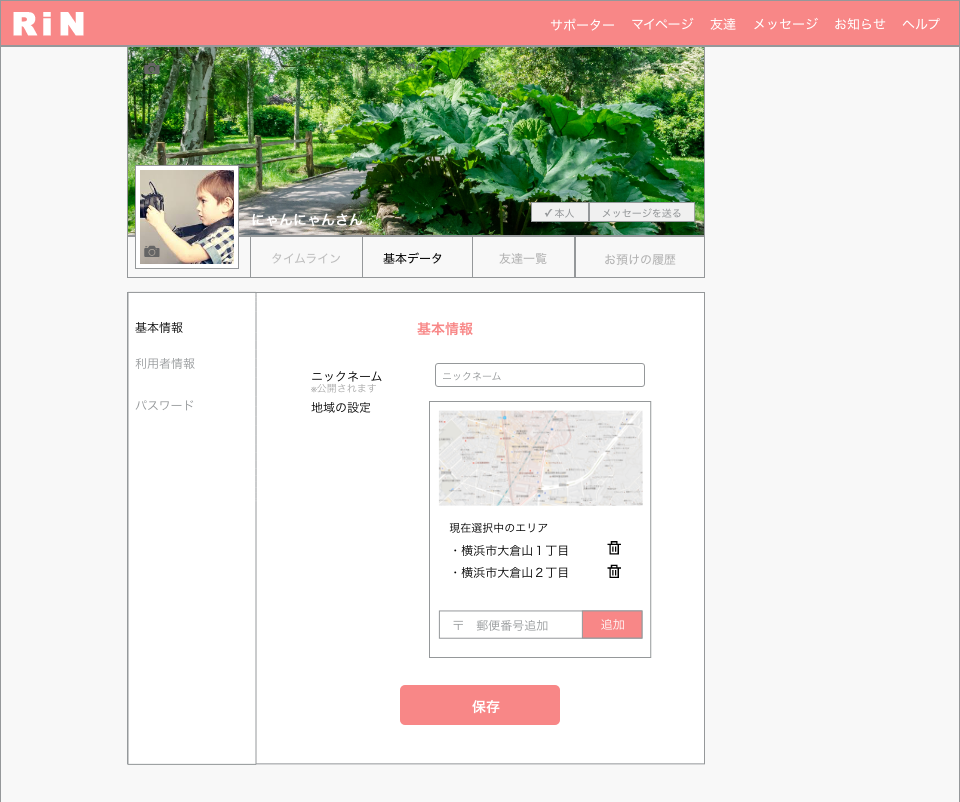 RiN
サポーター マイページ 友達 メッセージ お知らせ ヘルプ
にゃんにゃんさん
✓本人 メッセージを送る
タイムライン 基本データ 友達一覧 お預けの履歴
基本情報
利用者情報
パスワード
基本情報
ニックネーム
ニックネーム
※公開されます
地域の設定
現在選択中のエリア
・横浜市大倉山１丁目
・横浜市大倉山２丁目
〒 郵便番号追加 追加
保存